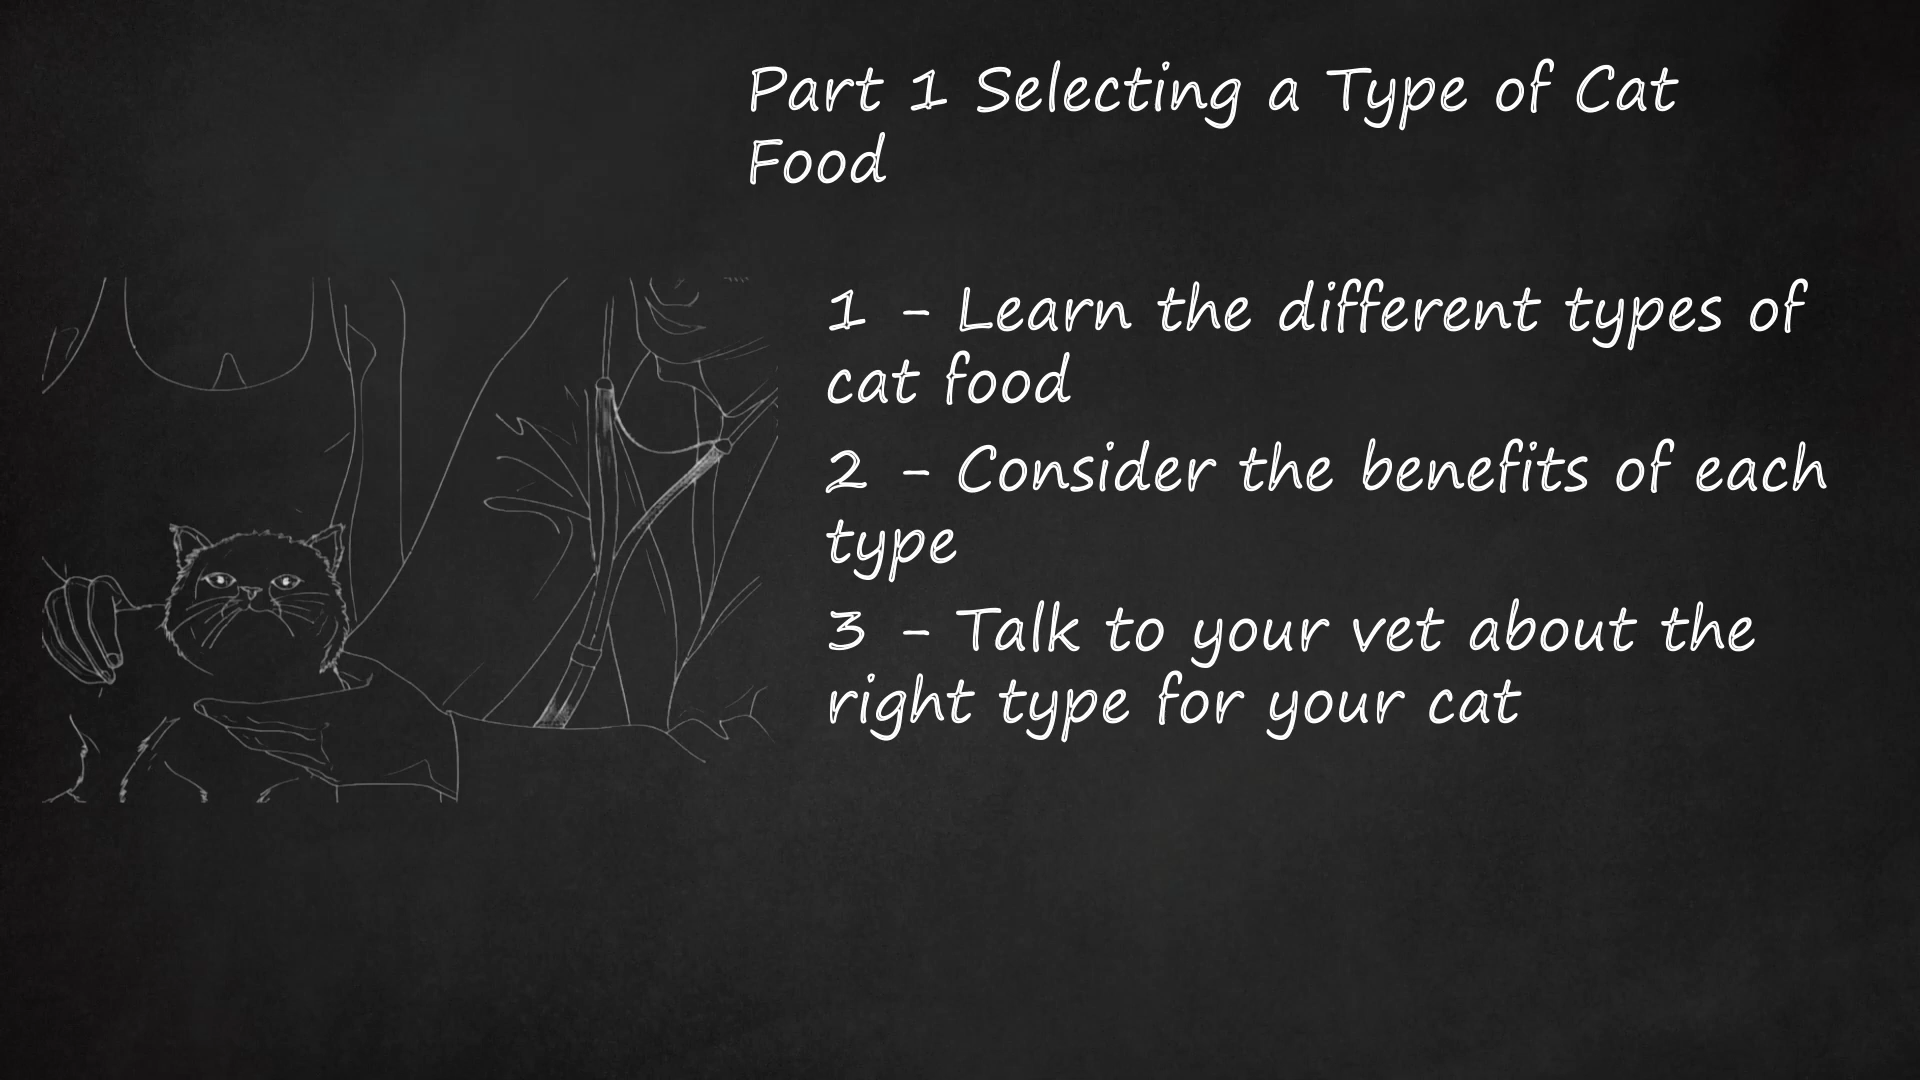 Part 1 Selecting a Type of Cat
Food
1 - Learn the different types of
cat food
2 - Consider the benefits of each
type
3 - Talk to your vet about the
right type for your cat